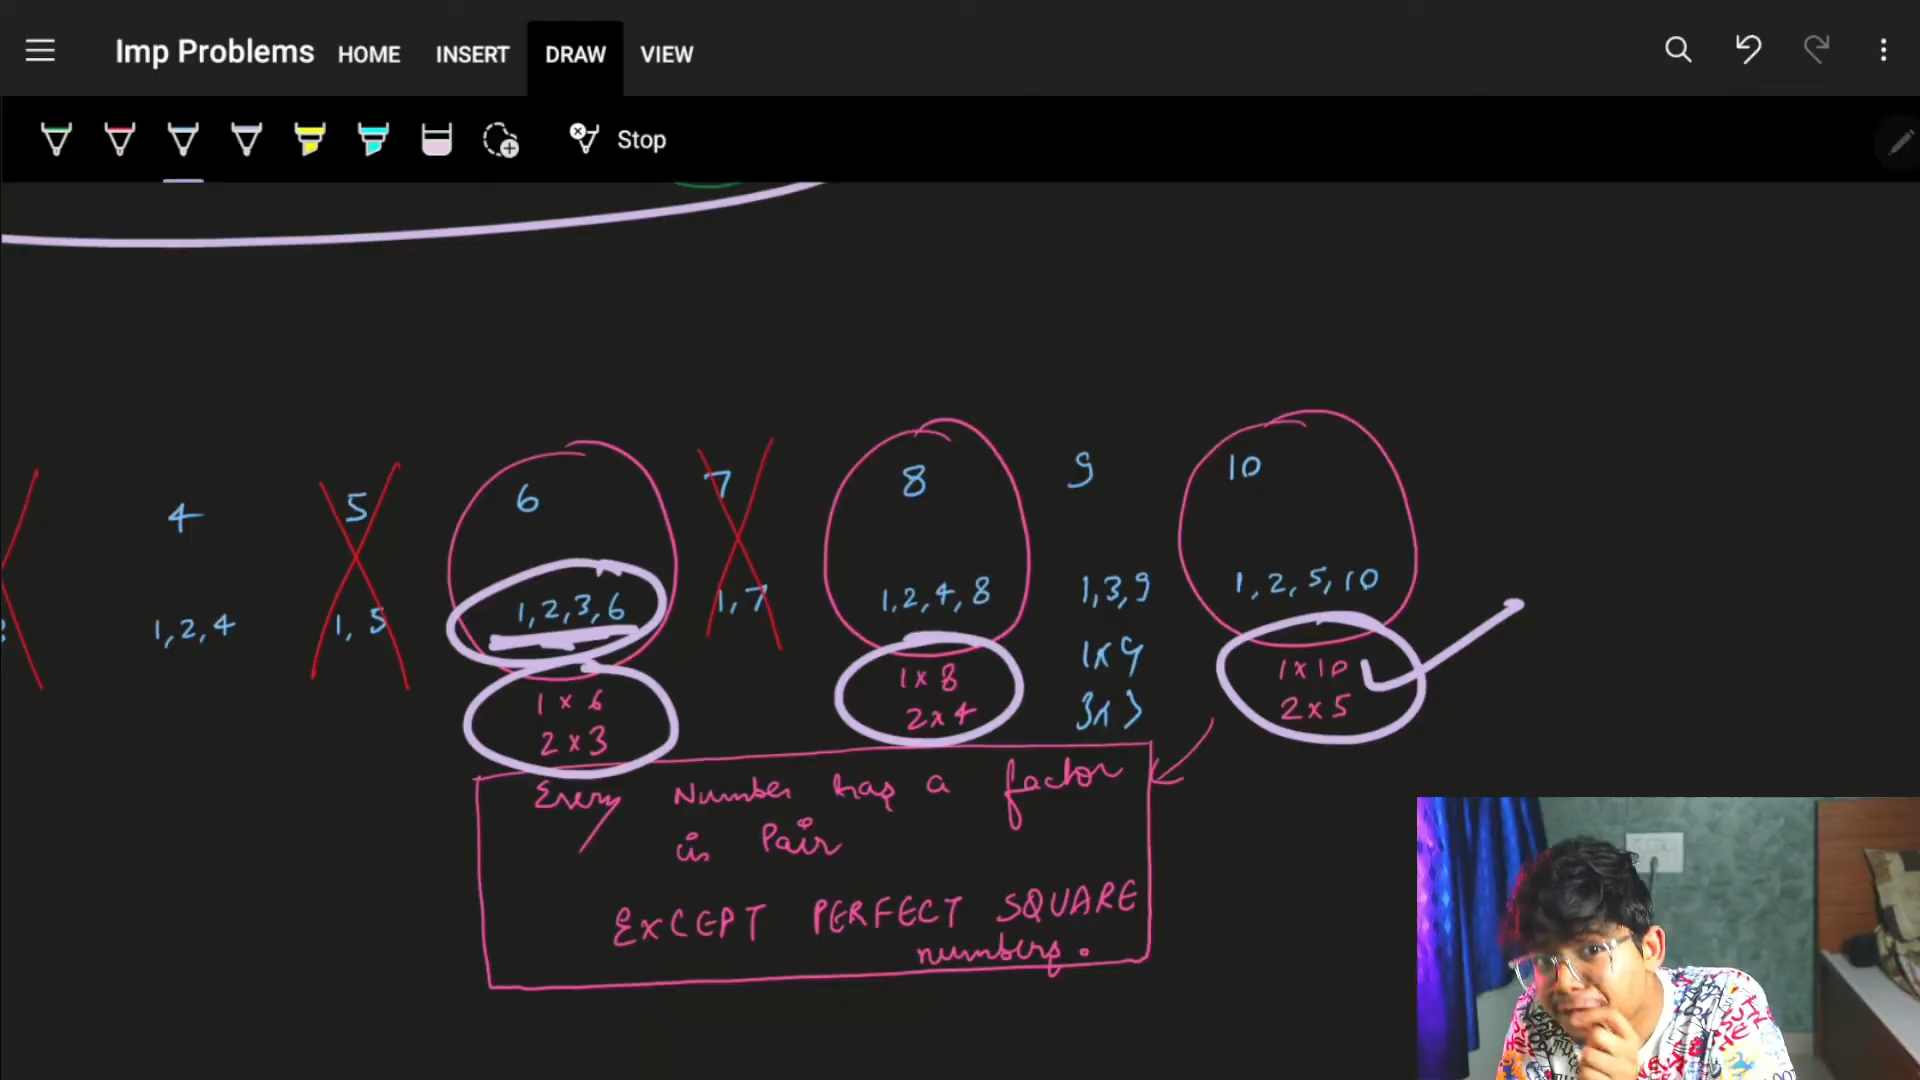 Imp Problems HOME INSERT DRAW VIEW
Stop
4 5 6 7 8 9 10
1,2,4 1,5 1,2,3,6 1,7 1,2,4,8 1,3,9 1,2,5,10
1x6 1x8 1x9 1x10
2x3 2x4 3x3 2x5
Every Number has a factor
in Pair
EXCEPT PERFECT SQUARE
numbers.